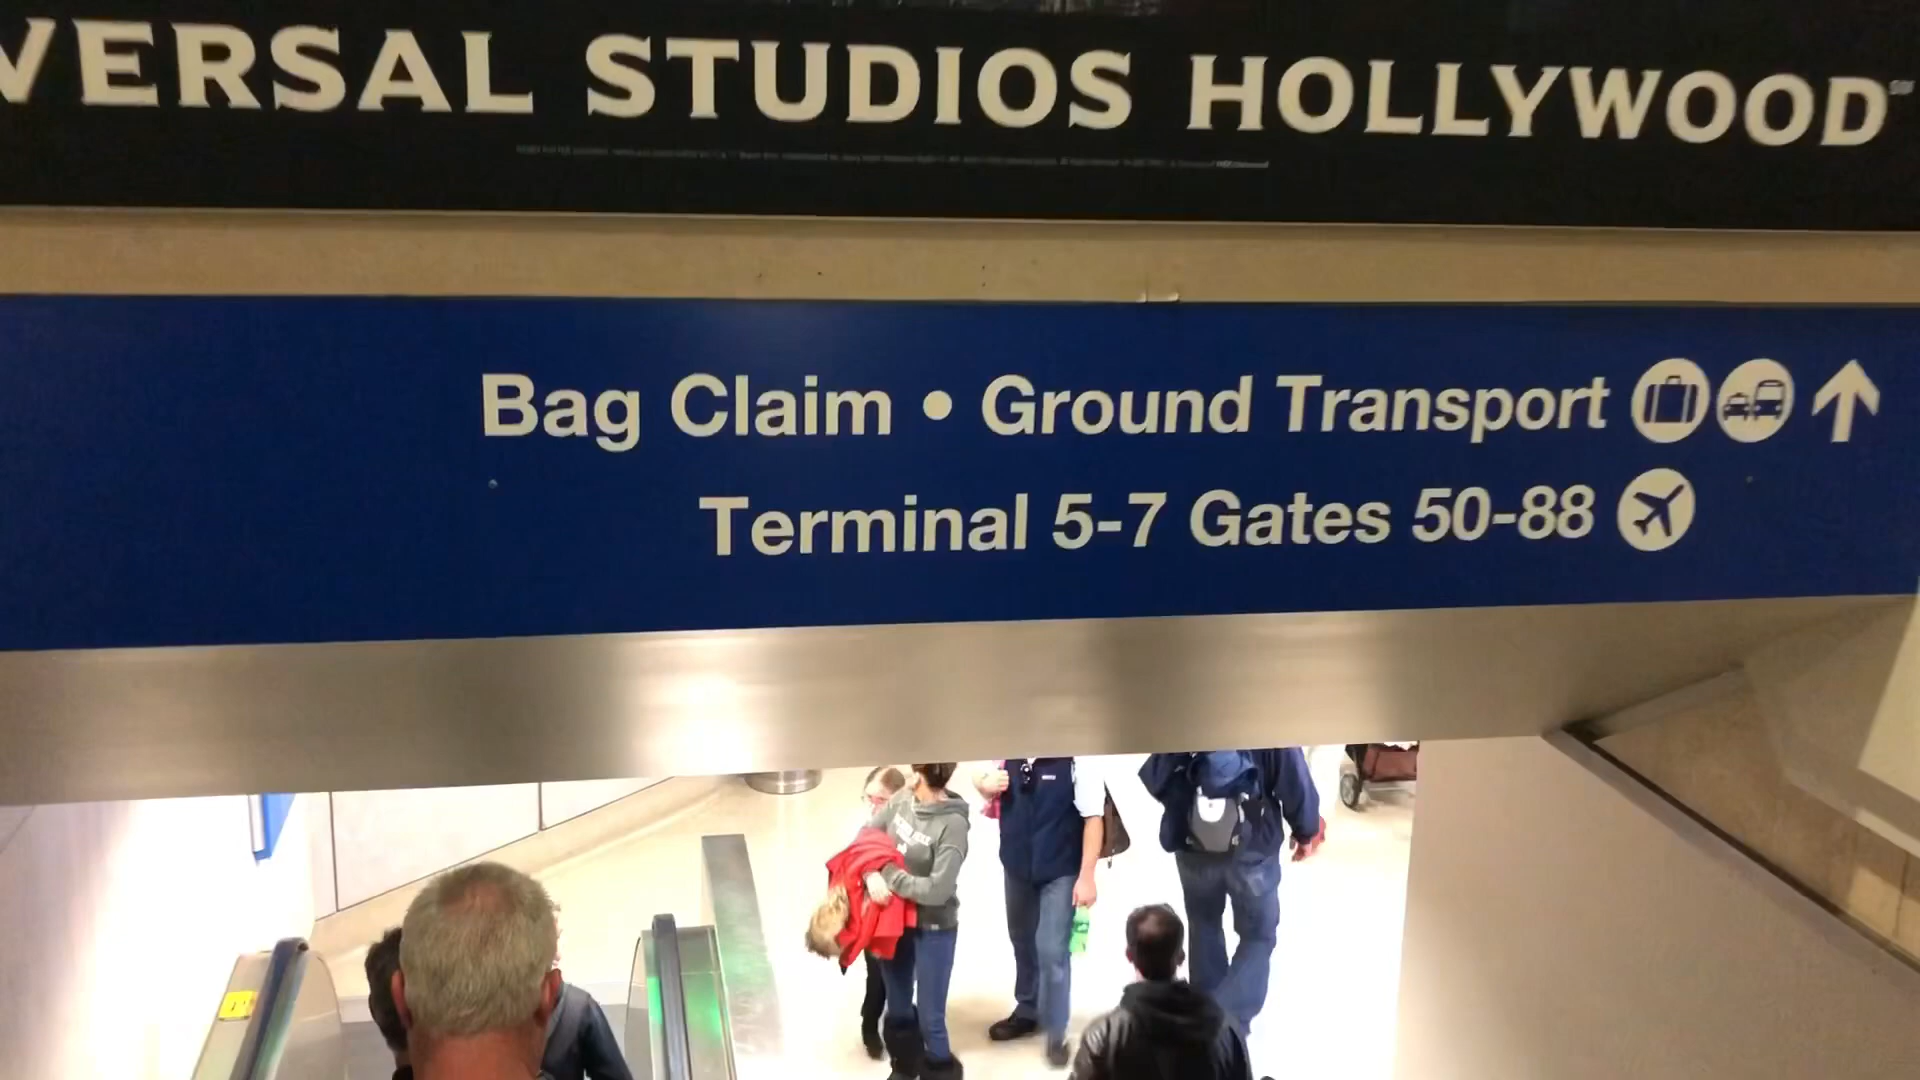 VERSAL STUDIOS HOLLYWOOD
Bag Claim • Ground Transport
Terminal 5-7 Gates 50-88